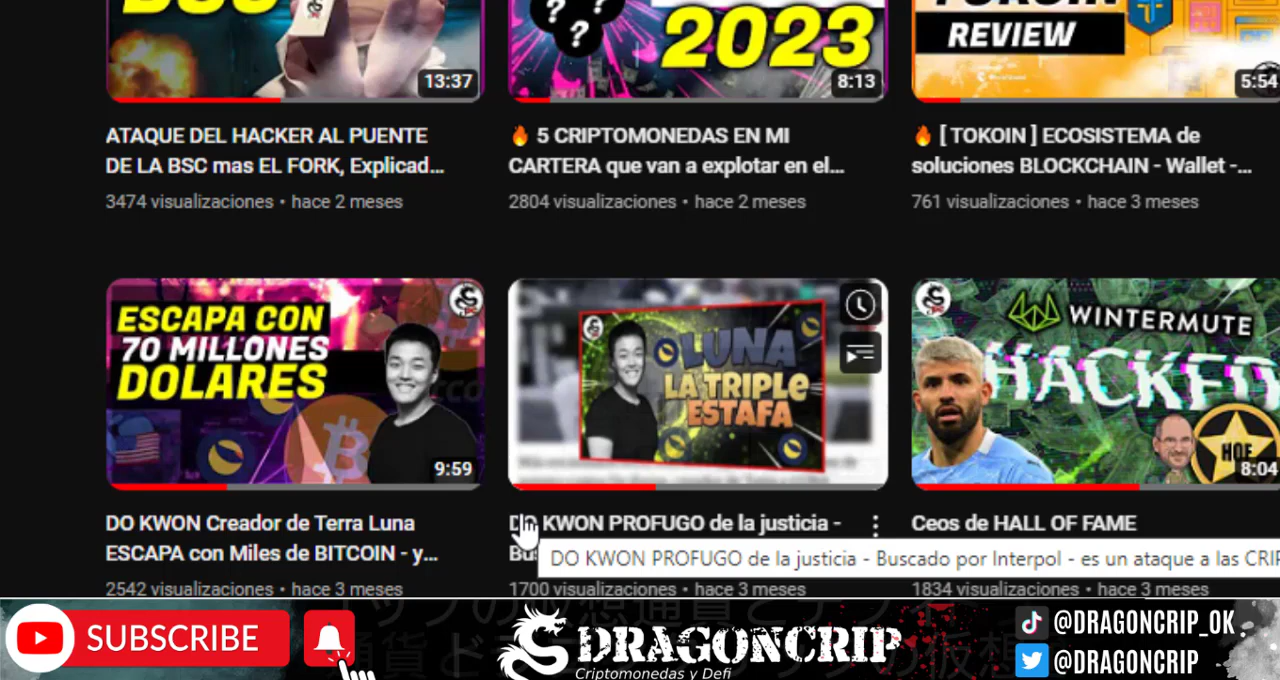 13:37
2023
8:13
REVIEW
5:54
ATAQUE DEL HACKER AL PUENTE
DE LA BSC mas EL FORK, Explicad...
3474 visualizaciones • hace 2 meses
🔥 5 CRIPTOMONEDAS EN MI
CARTERA que van a explotar en el...
2804 visualizaciones • hace 2 meses
🔥 [ TOKOIN ] ECOSISTEMA de
soluciones BLOCKCHAIN - Wallet -...
761 visualizaciones • hace 3 meses
ESCAPA CON
70 MILLONES
DOLARES
9:59
LUNA
LA TRIPLE
ESTAFA
WINTERMUTE
HACKED
HOF
8:04
DO KWON Creador de Terra Luna
ESCAPA con Miles de BITCOIN - y...
2542 visualizaciones • hace 3 meses
DO KWON PROFUGO de la justicia -
DO KWON PROFUGO de la justicia - Buscado por Interpol - es un ataque a las CRIP
1700 visualizaciones • hace 3 meses
Ceos de HALL OF FAME
1834 visualizaciones • hace 3 meses
SUBSCRIBE
DRAGONCRIP
Criptomonedas y Defi
@DRAGONCRIP_OK
@DRAGONCRIP